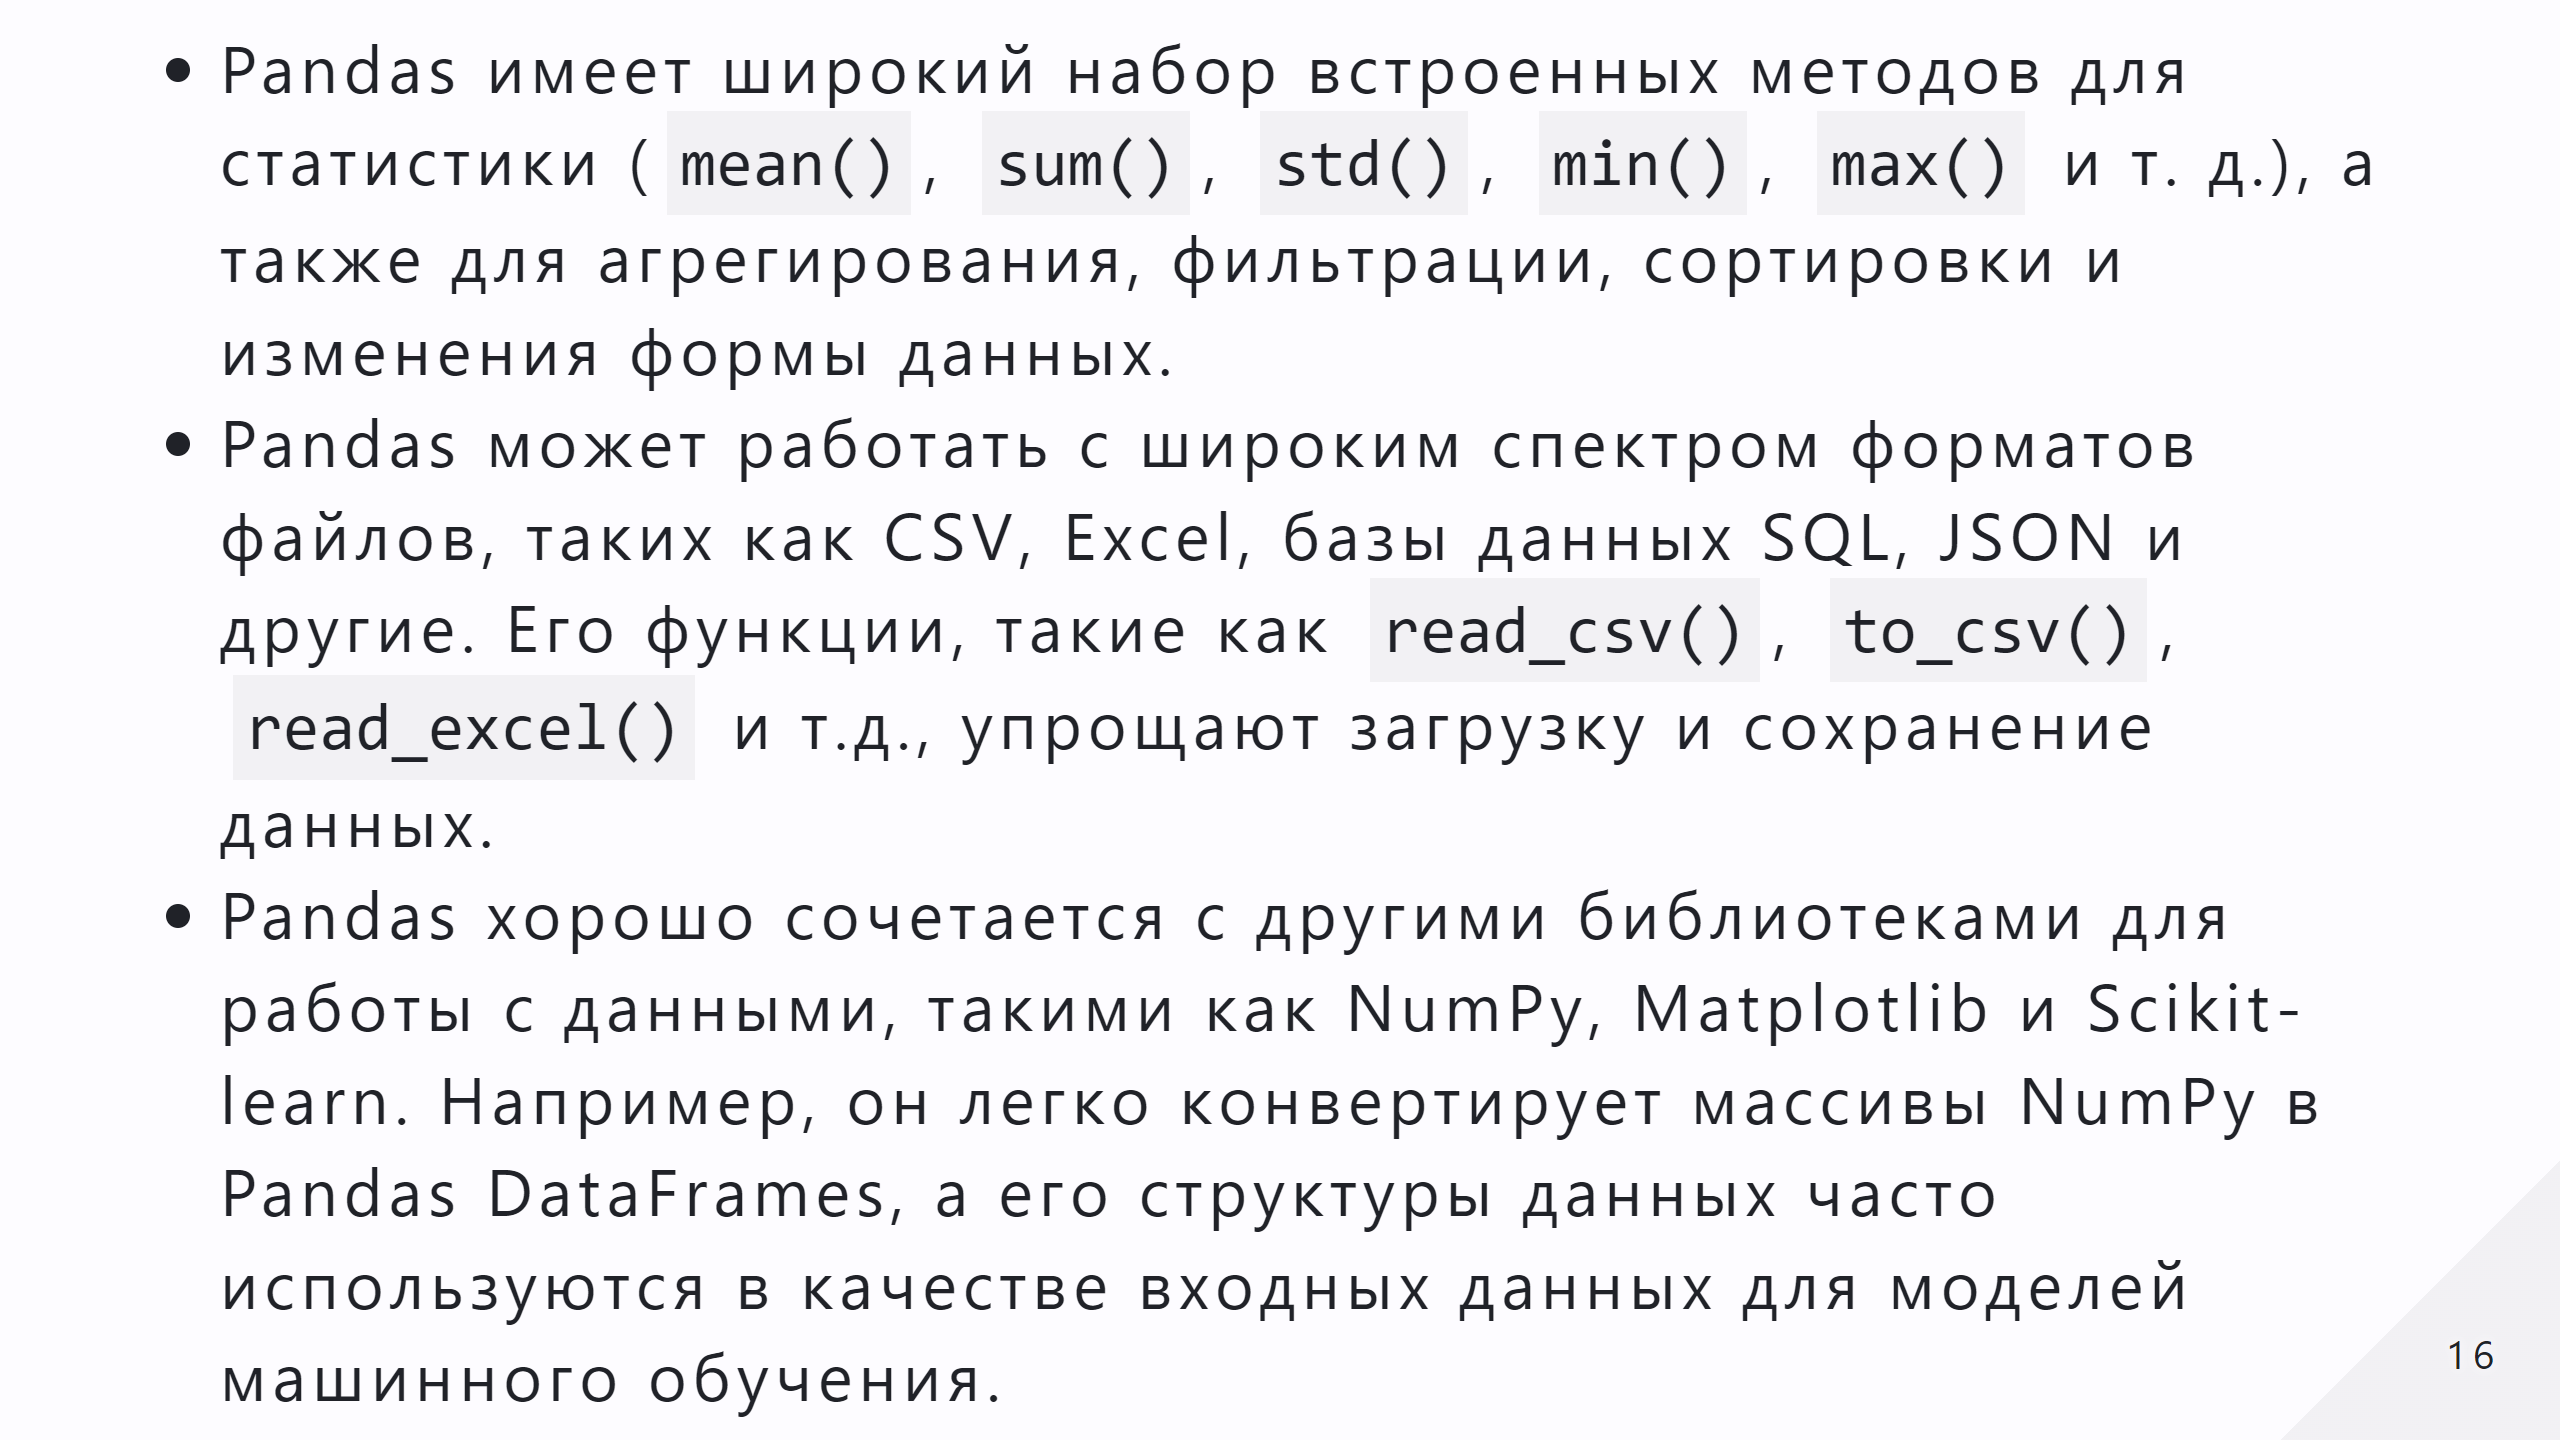 • Pandas имеет широкий набор встроенных методов для
статистики ( mean() , sum() , std() , min() , max() и т. д.), а
также для агрегирования, фильтрации, сортировки и
изменения формы данных.
• Pandas может работать с широким спектром форматов
файлов, таких как CSV, Excel, базы данных SQL, JSON и
другие. Его функции, такие как read_csv() , to_csv() ,
read_excel() и т.д., упрощают загрузку и сохранение
данных.
• Pandas хорошо сочетается с другими библиотеками для
работы с данными, такими как NumPy, Matplotlib и Scikit-
learn. Например, он легко конвертирует массивы NumPy в
Pandas DataFrames, а его структуры данных часто
используются в качестве входных данных для моделей
машинного обучения.
16